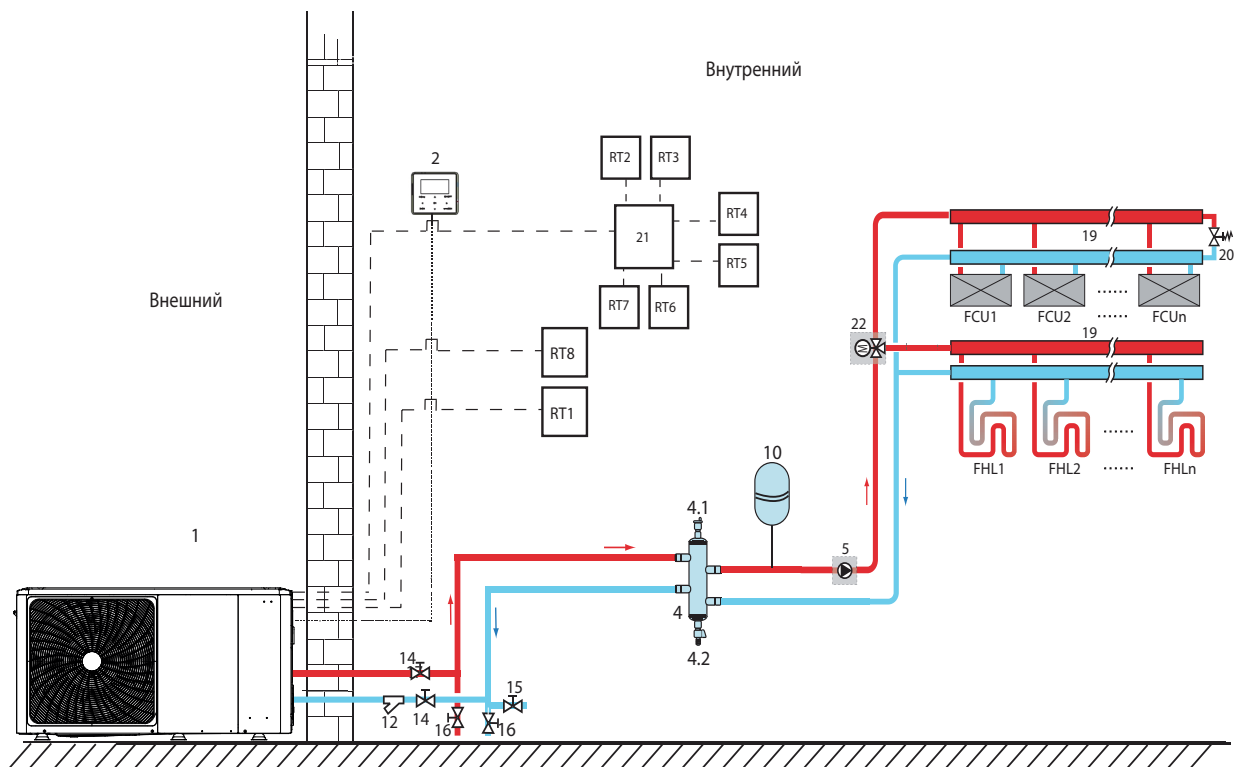 Внутренний
2
RT2
RT3
RT4
21
RT5
RT7
RT6
Внешний
19
20
FCU1
FCU2
......
......
FCUn
22
M
19
RT8
RT1
......
......
FHL1
FHL2
FHLn
10
4.1
1
5
4
4.2
14
15
12
14
16
16